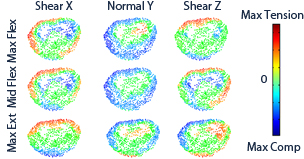 Shear X Normal Y Shear Z
Max Tension
Max Flex
0
Mid Flex
Max Ext
Max Comp